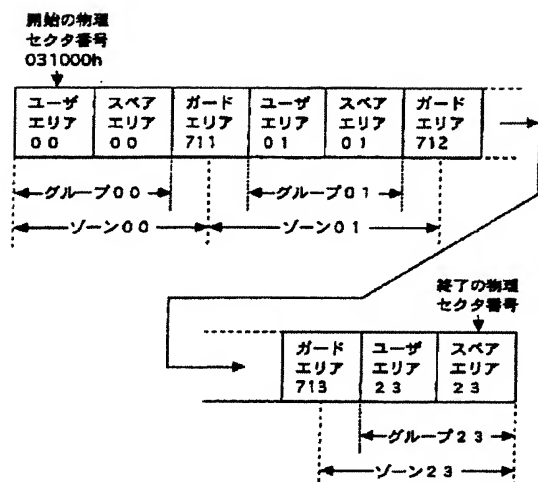 開始の物理
セクタ番号
031000h
ユーザ
エリア
00
スペア
エリア
00
ガード
エリア
711
ユーザ
エリア
01
スペア
エリア
01
ガード
エリア
712
グループ00
グループ01
ゾーン00
ゾーン01
終了の物理
セクタ番号
ガード
エリア
713
ユーザ
エリア
23
スペア
エリア
23
グループ23
ゾーン23